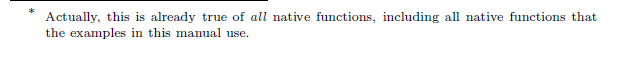 * Actually, this is already true of all native functions, including all native functions that
the examples in this manual use.